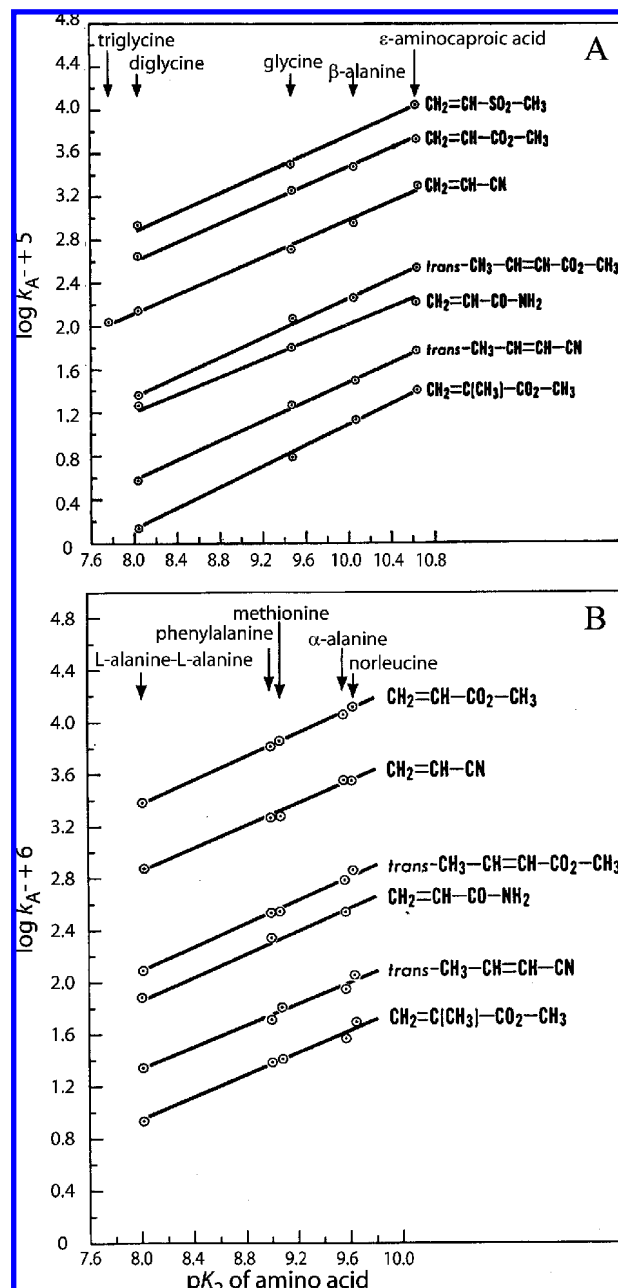 A
triglycine
diglycine
glycine
β-alanine
ε-aminocaproic acid
4.8
4.4
4.0
3.6
3.2
2.8
2.4
2.0
1.6
1.2
0.8
0.4
0
log kA- + 5
CH2=CH-SO2-CH3
CH2=CH-CO2-CH3
CH2=CH-CN
trans-CH3-CH=CH-CO2-CH3
CH2=CH-CO-NH2
trans-CH3-CH=CH-CN
CH2=C(CH3)-CO2-CH3
7.6 8.0 8.4 8.8 9.2 9.6 10.0 10.4 10.8
B
methionine
phenylalanine
α-alanine
L-alanine-L-alanine
norleucine
4.8
4.4
4.0
3.6
3.2
2.8
2.4
2.0
1.6
1.2
0.8
0.4
0
log kA- + 6
CH2=CH-CO2-CH3
CH2=CH-CN
trans-CH3-CH=CH-CO2-CH3
CH2=CH-CO-NH2
trans-CH3-CH=CH-CN
CH2=C(CH3)-CO2-CH3
7.6 8.0 8.4 8.8 9.2 9.6 10.0
pK2 of amino acid